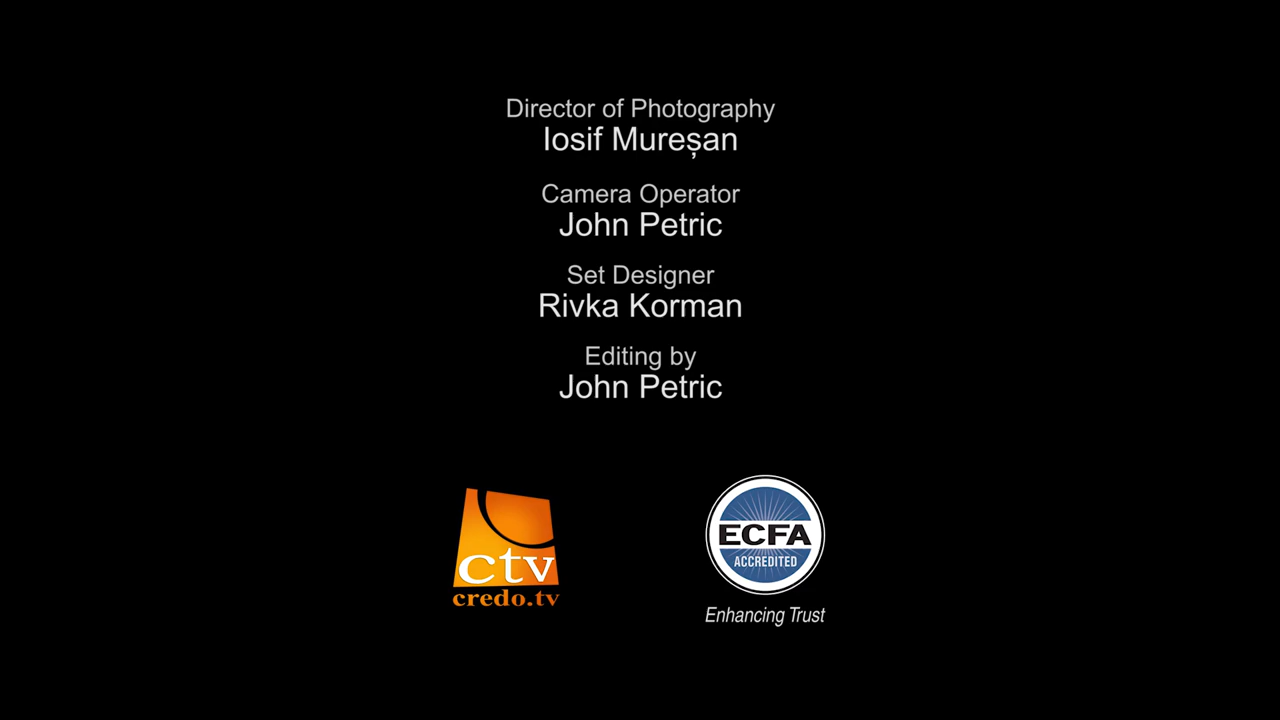 Director of Photography
Iosif Mureșan
Camera Operator
John Petric
Set Designer
Rivka Korman
Editing by
John Petric
ctv
credo.tv
ECFA
ACCREDITED
Enhancing Trust